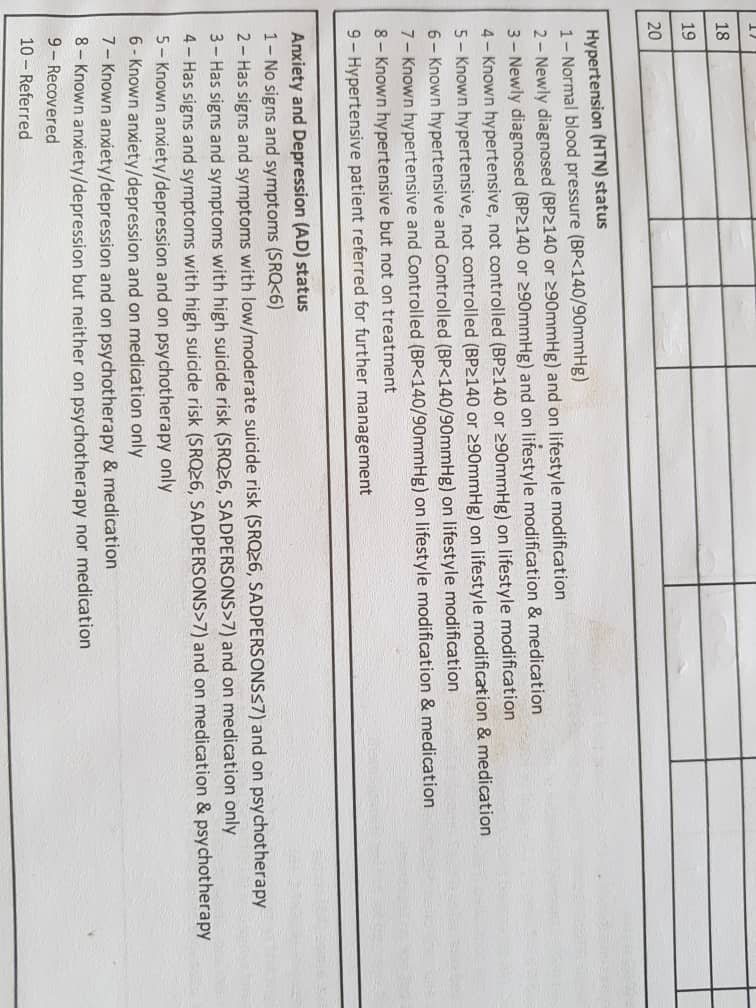 17
18
19
20
Hypertension (HTN) status
1 – Normal blood pressure (BP<140/90mmHg)
2 – Newly diagnosed (BP≥140 or ≥90mmHg) and on lifestyle modification
3 – Newly diagnosed (BP≥140 or ≥90mmHg) and on lifestyle modification & medication
4 – Known hypertensive, not controlled (BP≥140 or ≥90mmHg) on lifestyle modification
5 – Known hypertensive, not controlled (BP≥140 or ≥90mmHg) on lifestyle modification & medication
6 – Known hypertensive and Controlled (BP<140/90mmHg) on lifestyle modification
7 – Known hypertensive and Controlled (BP<140/90mmHg) on lifestyle modification & medication
8 – Known hypertensive but not on treatment
9 – Hypertensive patient referred for further management
Anxiety and Depression (AD) status
1 – No signs and symptoms (SRQ<6)
2 – Has signs and symptoms with low/moderate suicide risk (SRQ≥6, SADPERSONS≤7) and on psychotherapy
3 – Has signs and symptoms with high suicide risk (SRQ≥6, SADPERSONS>7) and on medication only
4 – Has signs and symptoms with high suicide risk (SRQ≥6, SADPERSONS>7) and on medication & psychotherapy
5 – Known anxiety/depression and on psychotherapy only
6 - Known anxiety/depression and on medication only
7 – Known anxiety/depression and on psychotherapy & medication
8 – Known anxiety/depression but neither on psychotherapy nor medication
9 – Recovered
10 – Referred